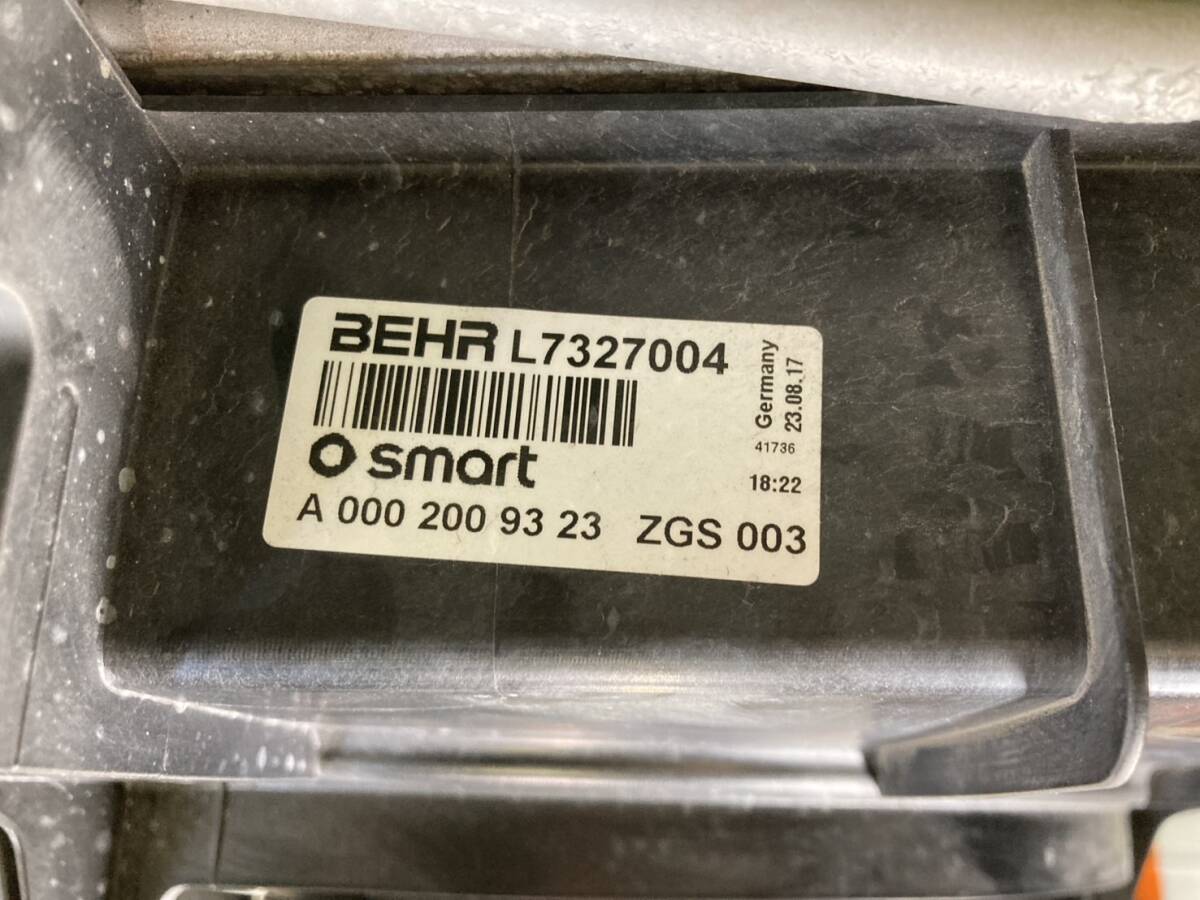 BEHR L7327004
smart
A 000 200 93 23 ZGS 003
Germany
23.08.17
41736
18:22